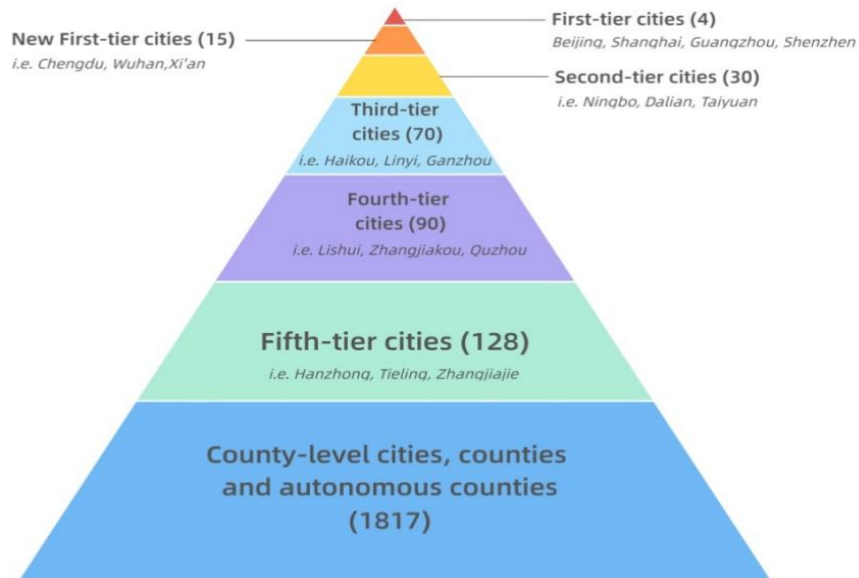 First-tier cities (4)
Beijing, Shanghai, Guangzhou, Shenzhen
New First-tier cities (15)
i.e. Chengdu, Wuhan,Xi'an
Second-tier cities (30)
i.e. Ningbo, Dalian, Taiyuan
Third-tier
cities (70)
i.e. Haikou, Linyi, Ganzhou
Fourth-tier
cities (90)
i.e. Lishui, Zhangjiakou, Quzhou
Fifth-tier cities (128)
i.e. Hanzhong, Tieling, Zhangjiajie
County-level cities, counties
and autonomous counties
(1817)